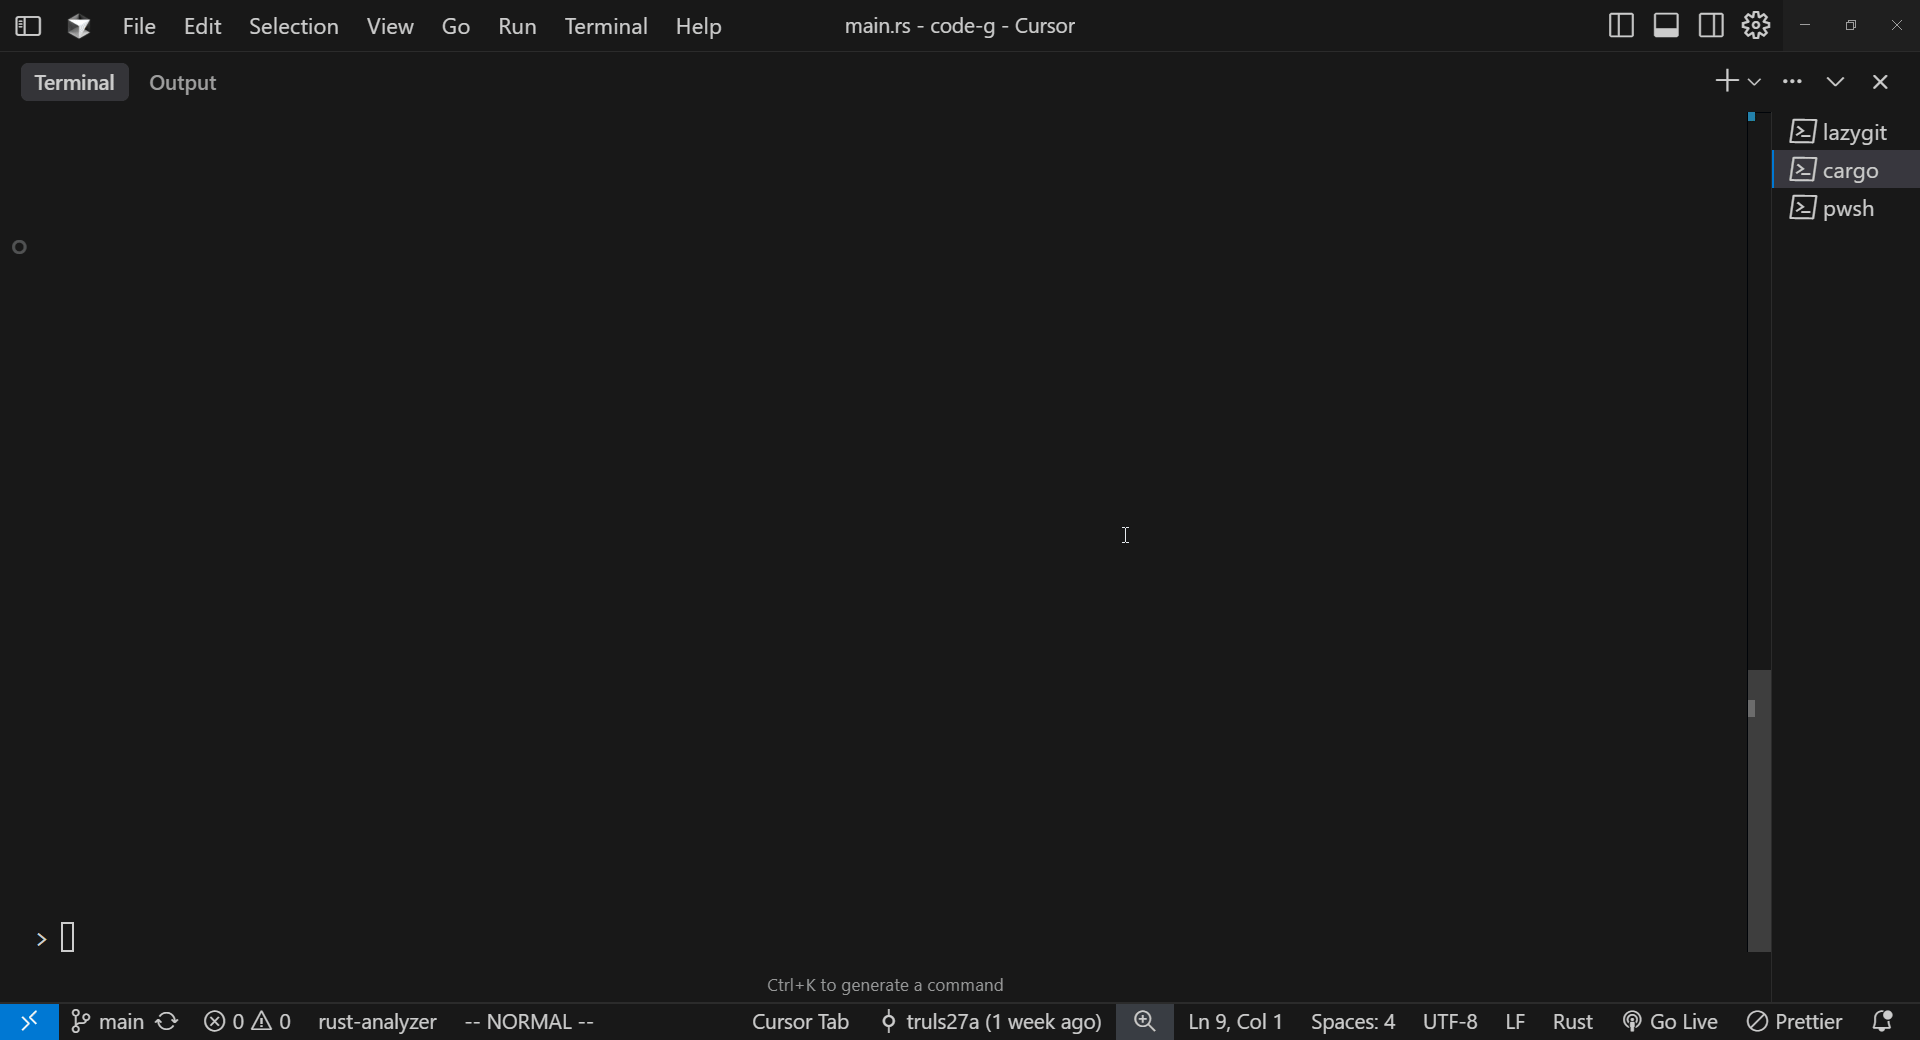 File Edit Selection View Go Run Terminal Help main.rs - code-g - Cursor
Terminal Output
lazygit
cargo
pwsh
>
Ctrl+K to generate a command
main 0 0 rust-analyzer -- NORMAL -- Cursor Tab truls27a (1 week ago) Ln 9, Col 1 Spaces: 4 UTF-8 LF Rust Go Live Prettier